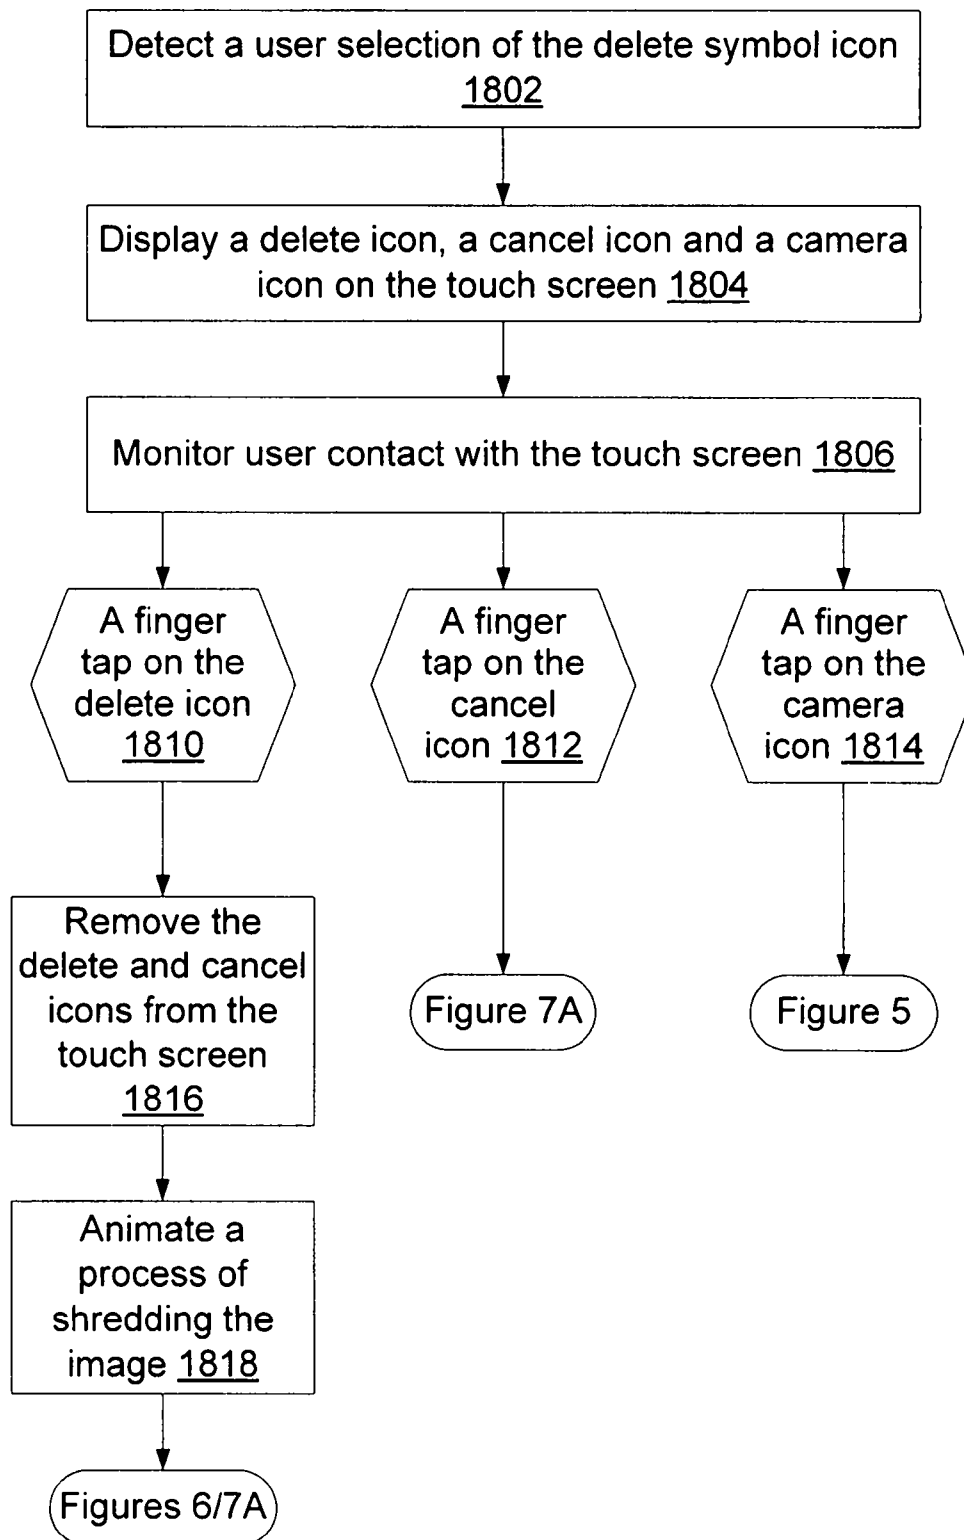 Detect a user selection of the delete symbol icon
1802
Display a delete icon, a cancel icon and a camera
icon on the touch screen 1804
Monitor user contact with the touch screen 1806
A finger
tap on the
delete icon
1810
A finger
tap on the
cancel
icon 1812
A finger
tap on the
camera
icon 1814
Remove the
delete and cancel
icons from the
touch screen
1816
Figure 7A
Figure 5
Animate a
process of
shredding the
image 1818
Figures 6/7A